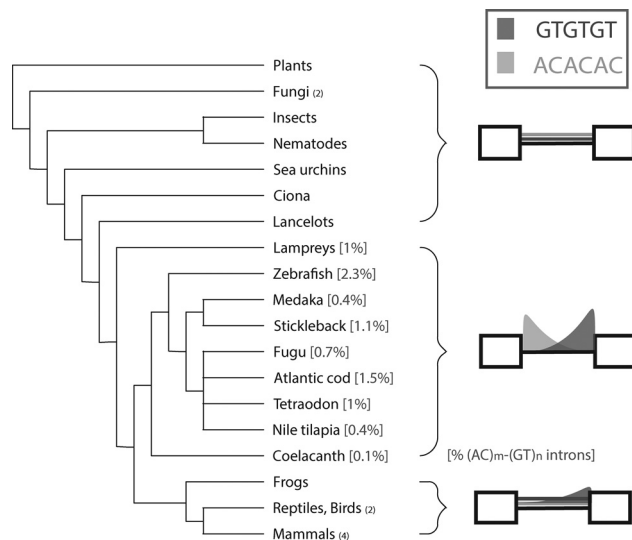 GTGTGT
ACACAC
Plants
Fungi (2)
Insects
Nematodes
Sea urchins
Ciona
Lancelots
Lampreys [1%]
Zebrafish [2.3%]
Medaka [0.4%]
Stickleback [1.1%]
Fugu [0.7%]
Atlantic cod [1.5%]
Tetraodon [1%]
Nile tilapia [0.4%]
Coelacanth [0.1%]
[% (AC)m-(GT)n introns]
Frogs
Reptiles, Birds (2)
Mammals (4)